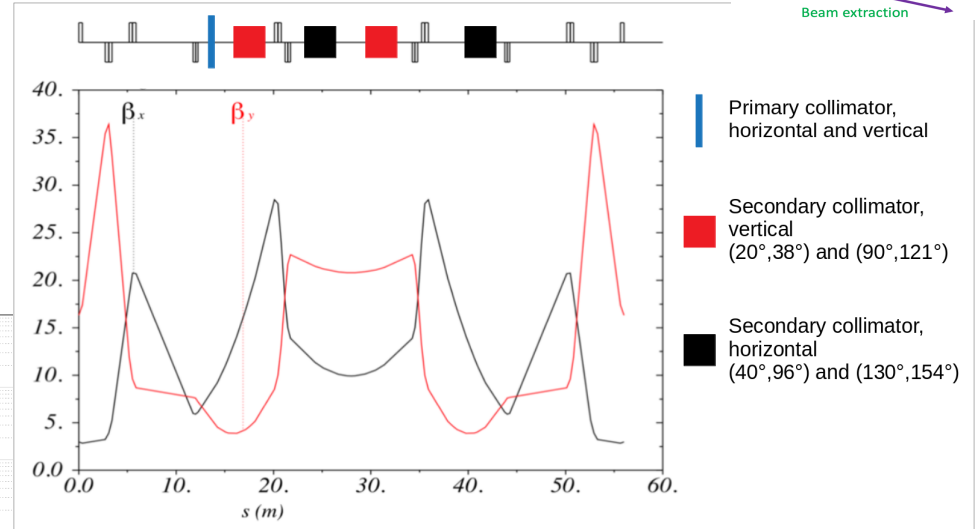 Beam extraction
40.
35.
30.
25.
20.
15.
10.
5.
0.0
βx
βy
0.0 10. 20. 30. 40. 50. 60.
s (m)
Primary collimator,
horizontal and vertical
Secondary collimator,
vertical
(20°,38°) and (90°,121°)
Secondary collimator,
horizontal
(40°,96°) and (130°,154°)